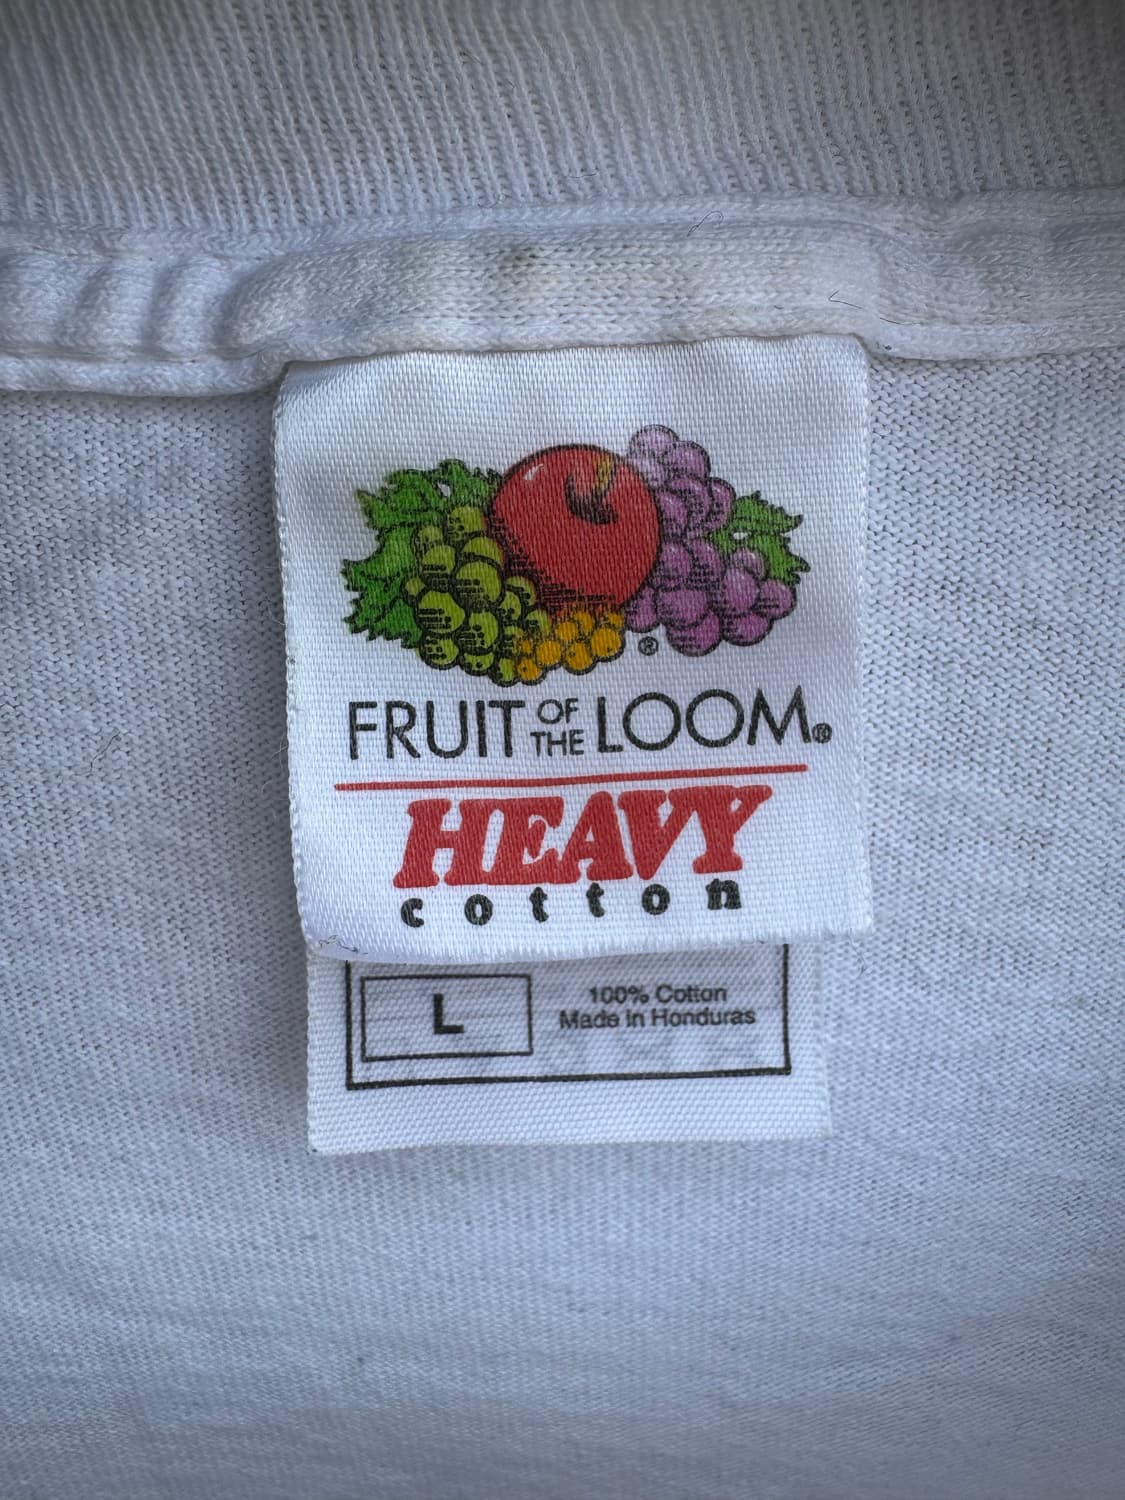 ®
FRUIT OF THE LOOM®
HEAVY
cotton
L
100% Cotton
Made in Honduras